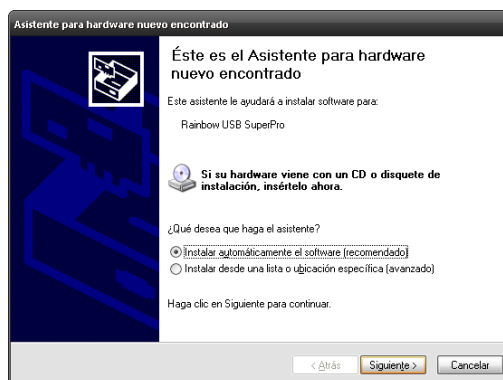 Asistente para hardware nuevo encontrado
Éste es el Asistente para hardware
nuevo encontrado
Este asistente le ayudará a instalar software para:
Rainbow USB SuperPro
Si su hardware viene con un CD o disquete de
instalación, insértelo ahora.
¿Qué desea que haga el asistente?
Instalar automáticamente el software (recomendado)
Instalar desde una lista o ubicación específica (avanzado)
Haga clic en Siguiente para continuar.
< Atrás Siguiente > Cancelar